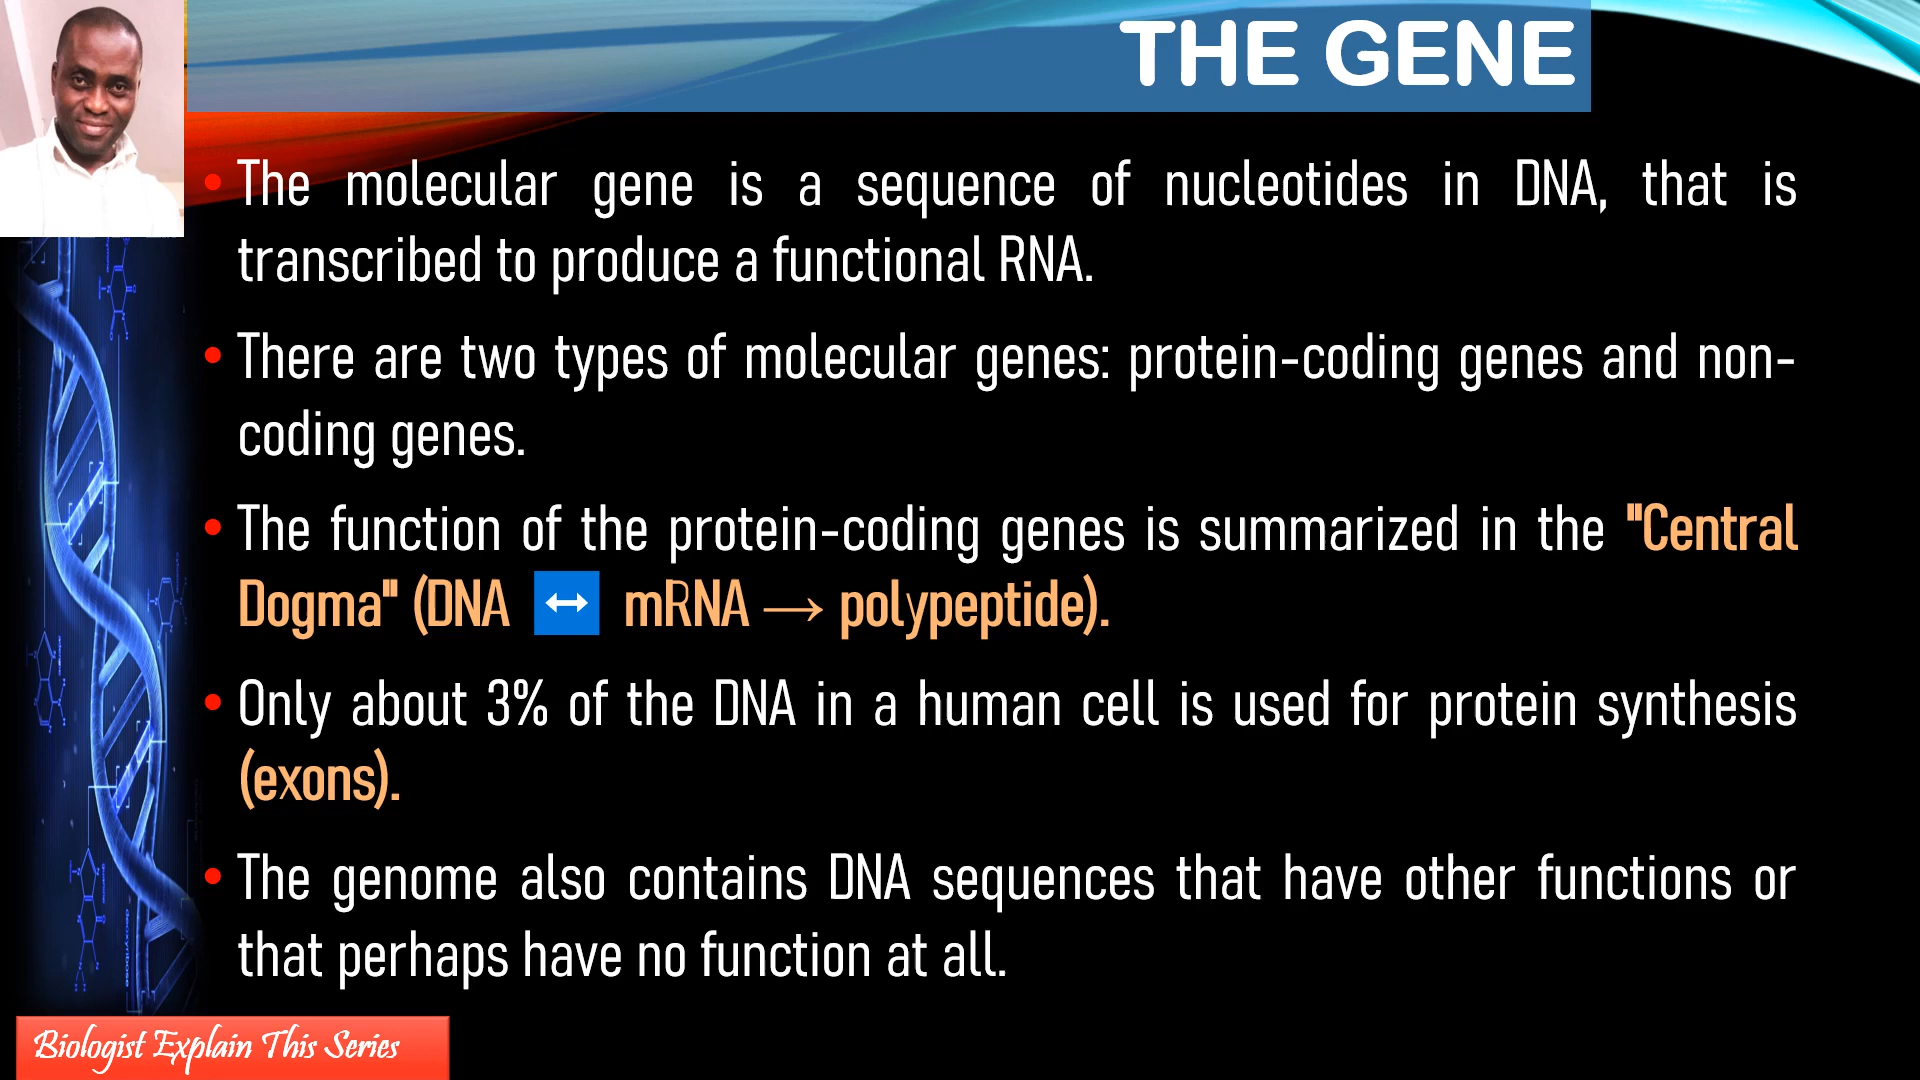 THE GENE
• The molecular gene is a sequence of nucleotides in DNA, that is
transcribed to produce a functional RNA.
• There are two types of molecular genes: protein-coding genes and non-
coding genes.
• The function of the protein-coding genes is summarized in the "Central
Dogma" (DNA ↔ mRNA → polypeptide).
• Only about 3% of the DNA in a human cell is used for protein synthesis
(exons).
• The genome also contains DNA sequences that have other functions or
that perhaps have no function at all.
Biologist Explain This Series